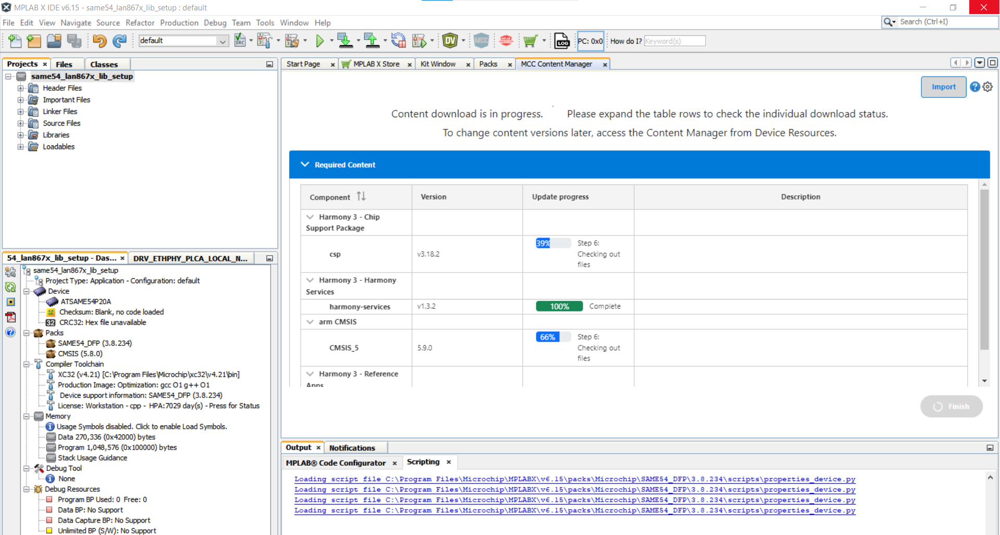 MPLAB X IDE v6.15 - same54_lan867x_lib_setup : default
File Edit View Navigate Source Refactor Production Debug Team Tools Window Help
Search (Ctrl+I)
default
SRC
DV
MCC
LOG
PC: 0x0
How do I?
Keyword(s)
Projects
Files
Classes
same54_lan867x_lib_setup
Header Files
Important Files
Linker Files
Source Files
Libraries
Loadables
54_lan867x_lib_setup - Das...
DRV_ETHPHY_PLCA_LOCAL_N...
same54_lan867x_lib_setup
Project Type: Application - Configuration: default
Device
ATSAME54P20A
Checksum: Blank, no code loaded
32 CRC32: Hex file unavailable
Packs
SAME54_DFP (3.8.234)
CMSIS (5.8.0)
Compiler Toolchain
XC32 (v4.21) [C:\Program Files\Microchip\xc32\v4.21\bin]
Production Image: Optimization: gcc O1 g++ O1
Device support information: SAME54_DFP (3.8.234)
License: Workstation - cpp - HPA:7029 day(s) - Press for Status
Memory
Usage Symbols disabled. Click to enable Load Symbols.
Data 270,336 (0x42000) bytes
Program 1,048,576 (0x100000) bytes
Stack Usage Guidance
Debug Tool
None
Debug Resources
Program BP Used: 0 Free: 0
Data BP: No Support
Data Capture BP: No Support
Unlimited BP (S/W): No Support
Start Page
MPLAB X Store
Kit Window
Packs
MCC Content Manager
Import
Content download is in progress. Please expand the table rows to check the individual download status.
To change content versions later, access the Content Manager from Device Resources.
Required Content
Component Version Update progress Description
Harmony 3 - Chip
Support Package
csp v3.18.2 39% Step 6:
Checking out
files
Harmony 3 - Harmony
Services
harmony-services v1.3.2 100% Complete
arm CMSIS
CMSIS_5 5.9.0 66% Step 6:
Checking out
files
Harmony 3 - Reference
Apps
Finish
Output
Notifications
MPLAB® Code Configurator
Scripting
Loading script file C:\Program Files\Microchip\MPLABX\v6.15\packs\Microchip\SAME54_DFP\3.8.234\scripts\properties_device.py
Loading script file C:\Program Files\Microchip\MPLABX\v6.15\packs\Microchip\SAME54_DFP\3.8.234\scripts\properties_device.py
Loading script file C:\Program Files\Microchip\MPLABX\v6.15\packs\Microchip\SAME54_DFP\3.8.234\scripts\properties_device.py
Loading script file C:\Program Files\Microchip\MPLABX\v6.15\packs\Microchip\SAME54_DFP\3.8.234\scripts\properties_device.py